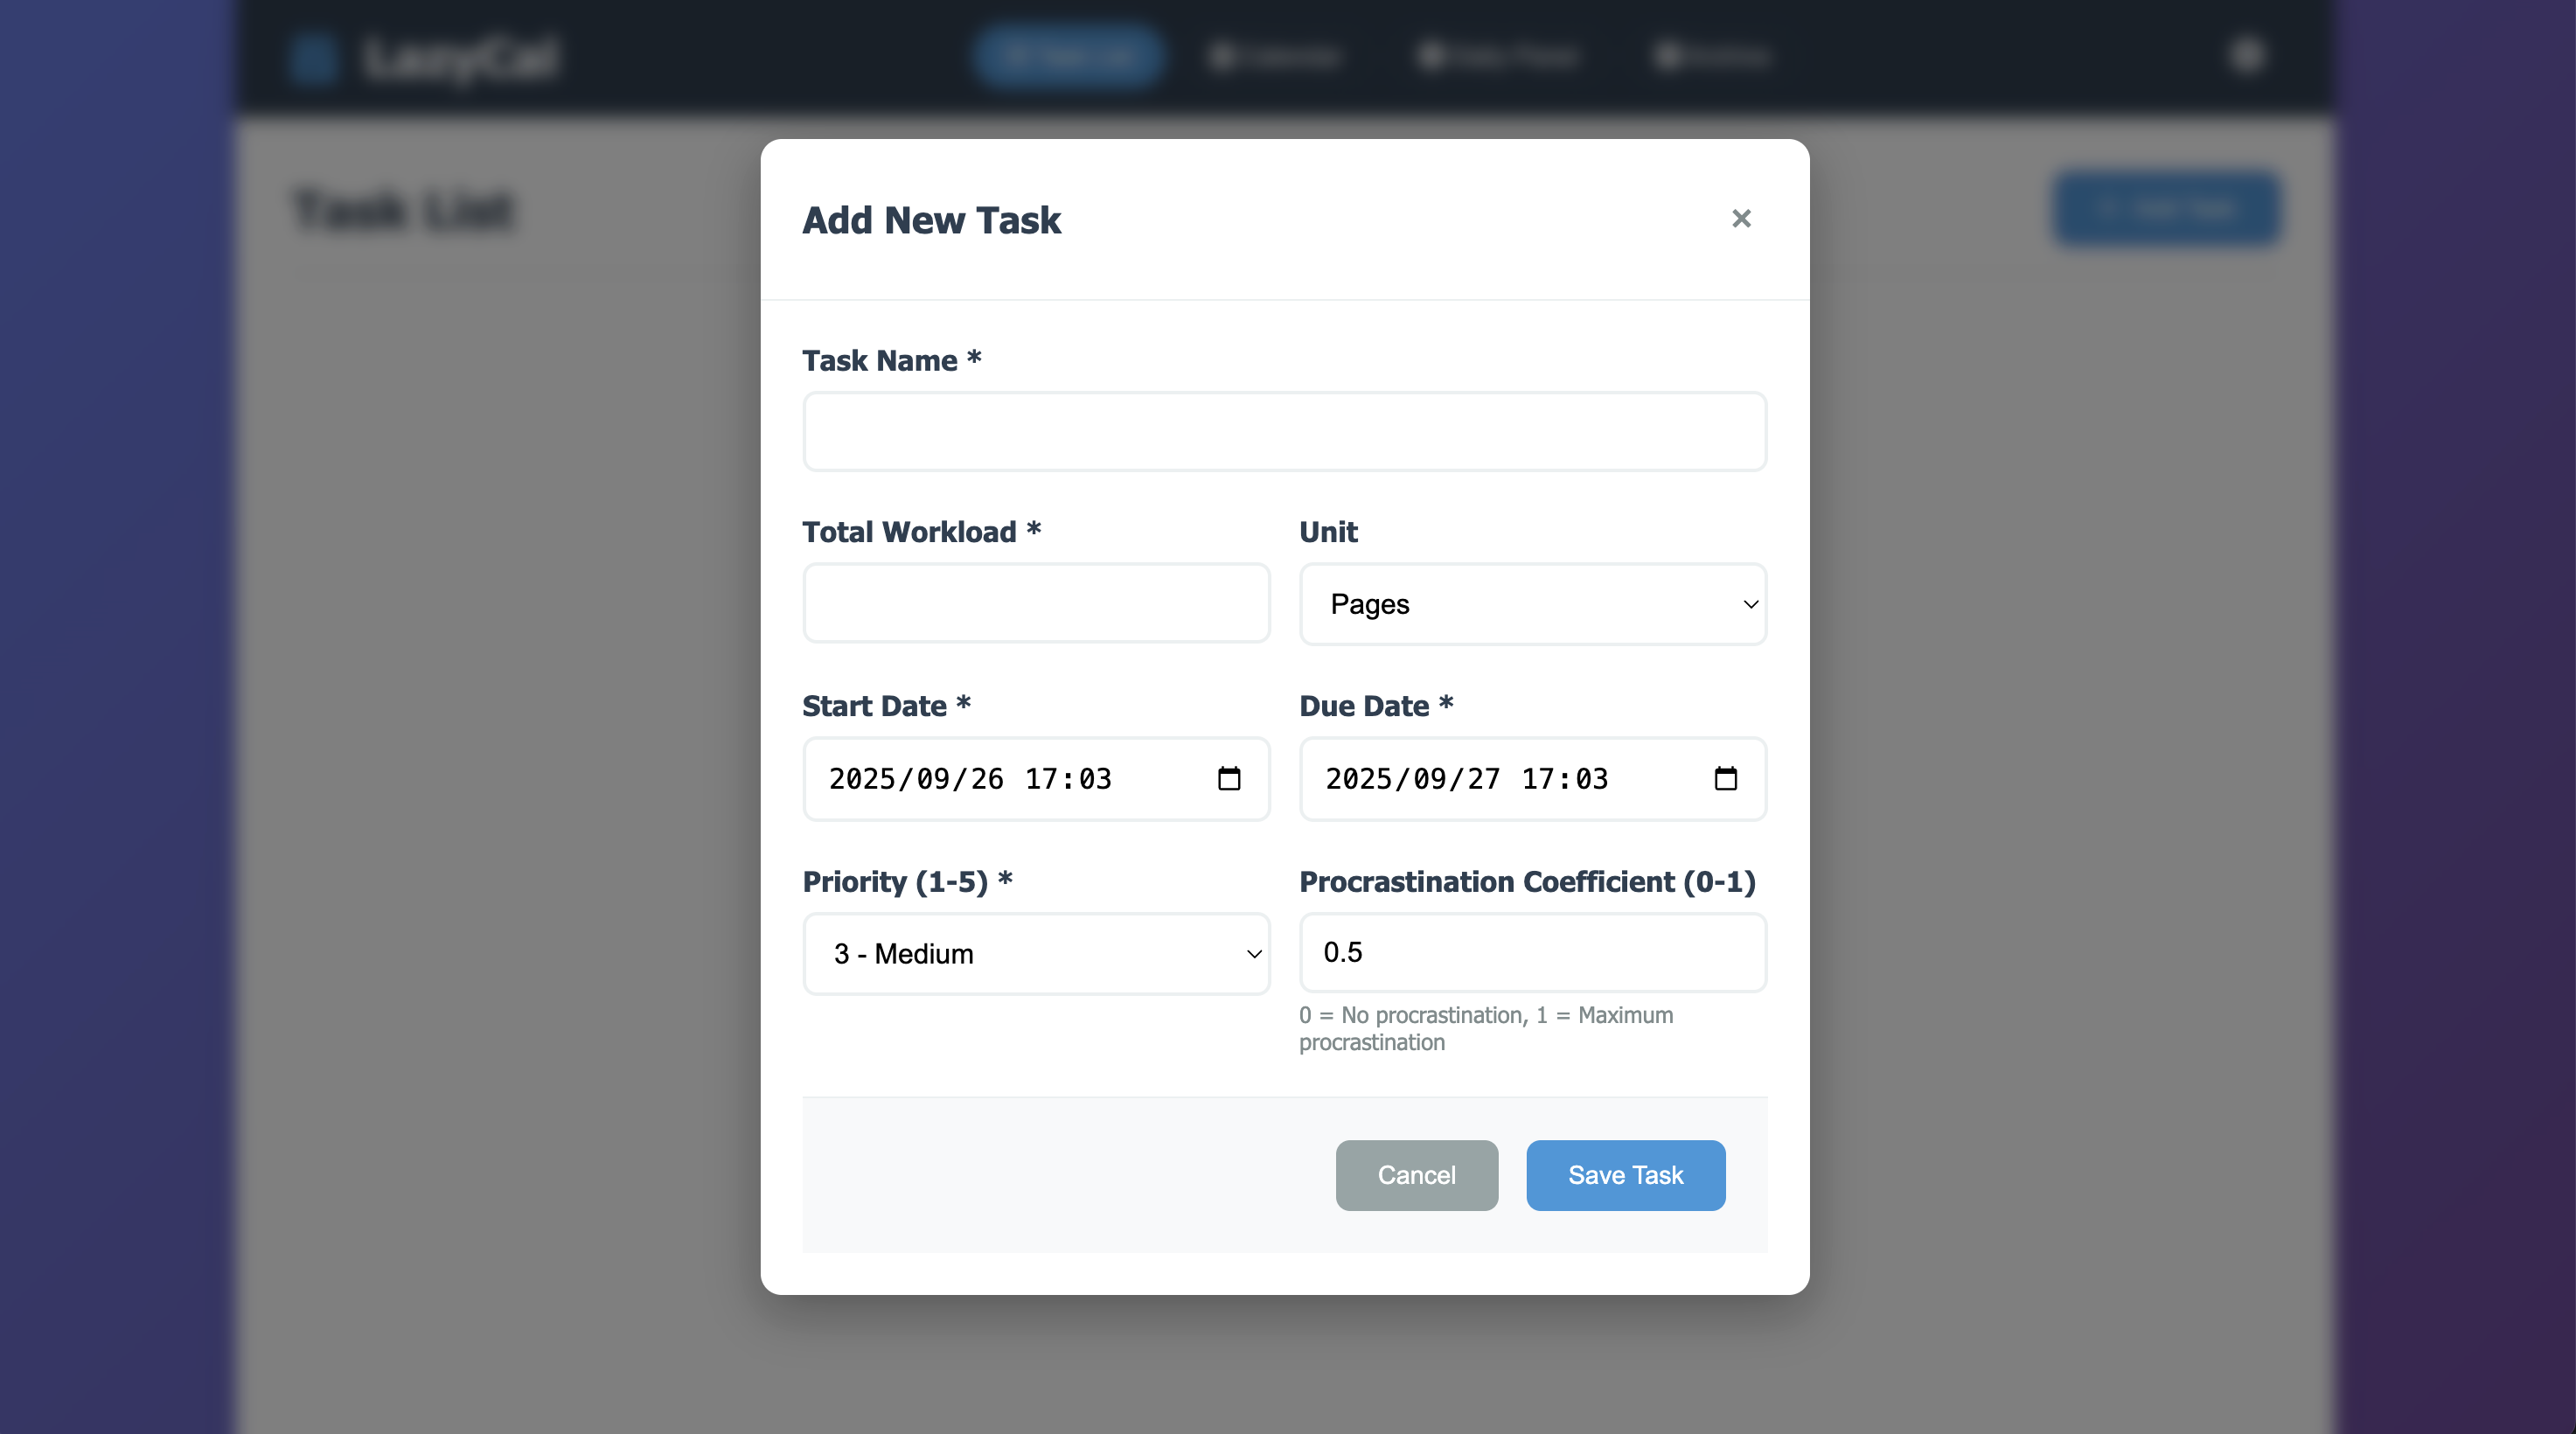 LazyCal
Task List
Add New Task
×
Task Name *
Total Workload *
Unit
Pages
Start Date *
Due Date *
2025/09/26 17:03
2025/09/27 17:03
Priority (1-5) *
Procrastination Coefficient (0-1)
3 - Medium
0.5
0 = No procrastination, 1 = Maximum
procrastination
Cancel
Save Task